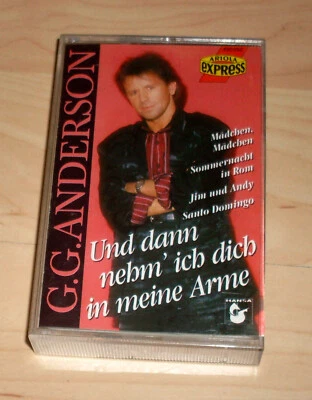 ARIOLA
express
G.G. ANDERSON
Mädchen,
Mädchen
Sommernacht
in Rom
Jim und Andy
Santo Domingo
Und dann
nehm' ich dich
in meine Arme
HANSA